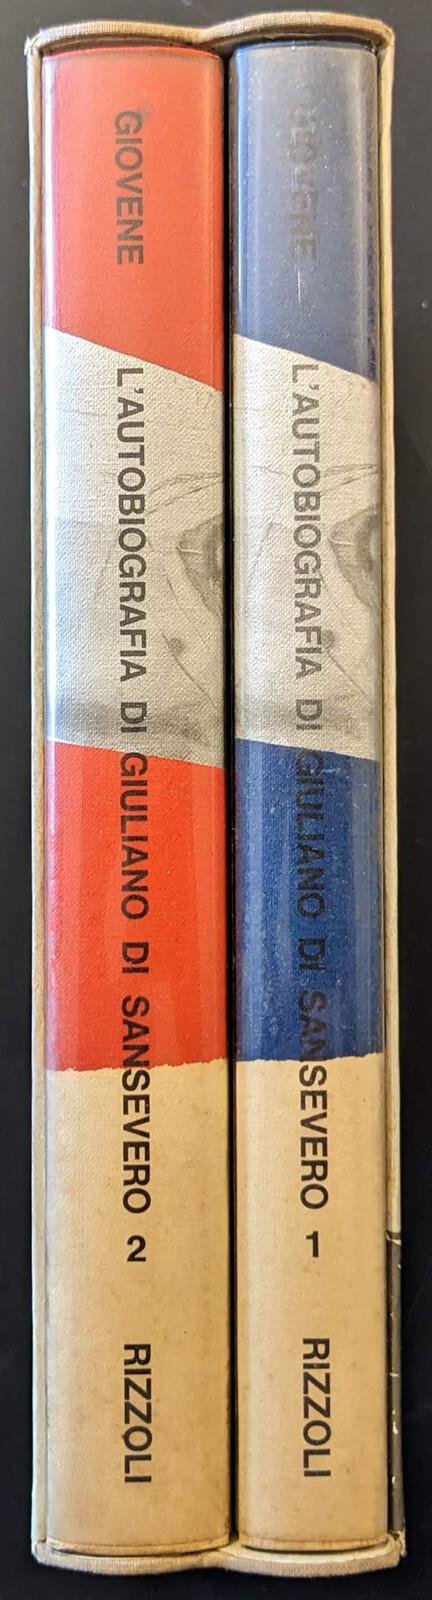 GIOVENE L'AUTOBIOGRAFIA DI GIULIANO DI SANSEVERO 2 RIZZOLI
GIOVENE L'AUTOBIOGRAFIA DI GIULIANO DI SANSEVERO 1 RIZZOLI